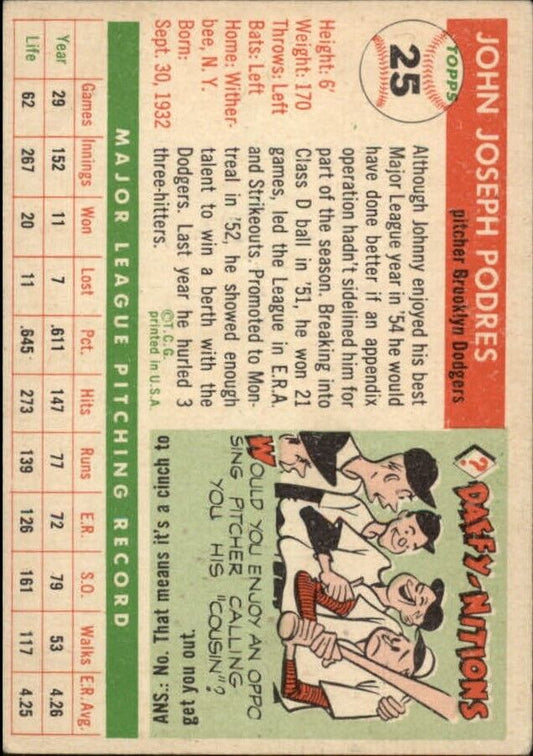 TOPPS
25
JOHN JOSEPH PODRES
pitcher Brooklyn Dodgers
Height: 6'
Weight: 170
Throws: Left
Bats: Left
Home: Wither-
bee, N. Y.
Born:
Sept. 30, 1932
Although Johnny enjoyed his best
Major League year in '54 he would
have done better if an appendix
operation hadn't sidelined him for
part of the season. Breaking into
Class D ball in '51, he won 21
games, led the League in E.R.A.
and Strikeouts. Promoted to Mon-
treal in '52, he showed enough
talent to win a berth with the
Dodgers. Last year he hurled 3
three-hitters.
©T.C.G.
printed in U.S.A
?
DAFFY-NITIONS
WOULD YOU ENJOY AN OPPO
SING PITCHER CALLING
YOU HIS "COUSIN"?
ANS.: No. That means it's a cinch to
get you out.
MAJOR LEAGUE PITCHING RECORD
Games Innings Won Lost Pct. Hits Runs E.R. S.O. Walks E.R.Avg.
Year 29 152 11 7 .611 147 77 72 79 53 4.26
Life 62 267 20 11 .645 273 139 126 161 117 4.25